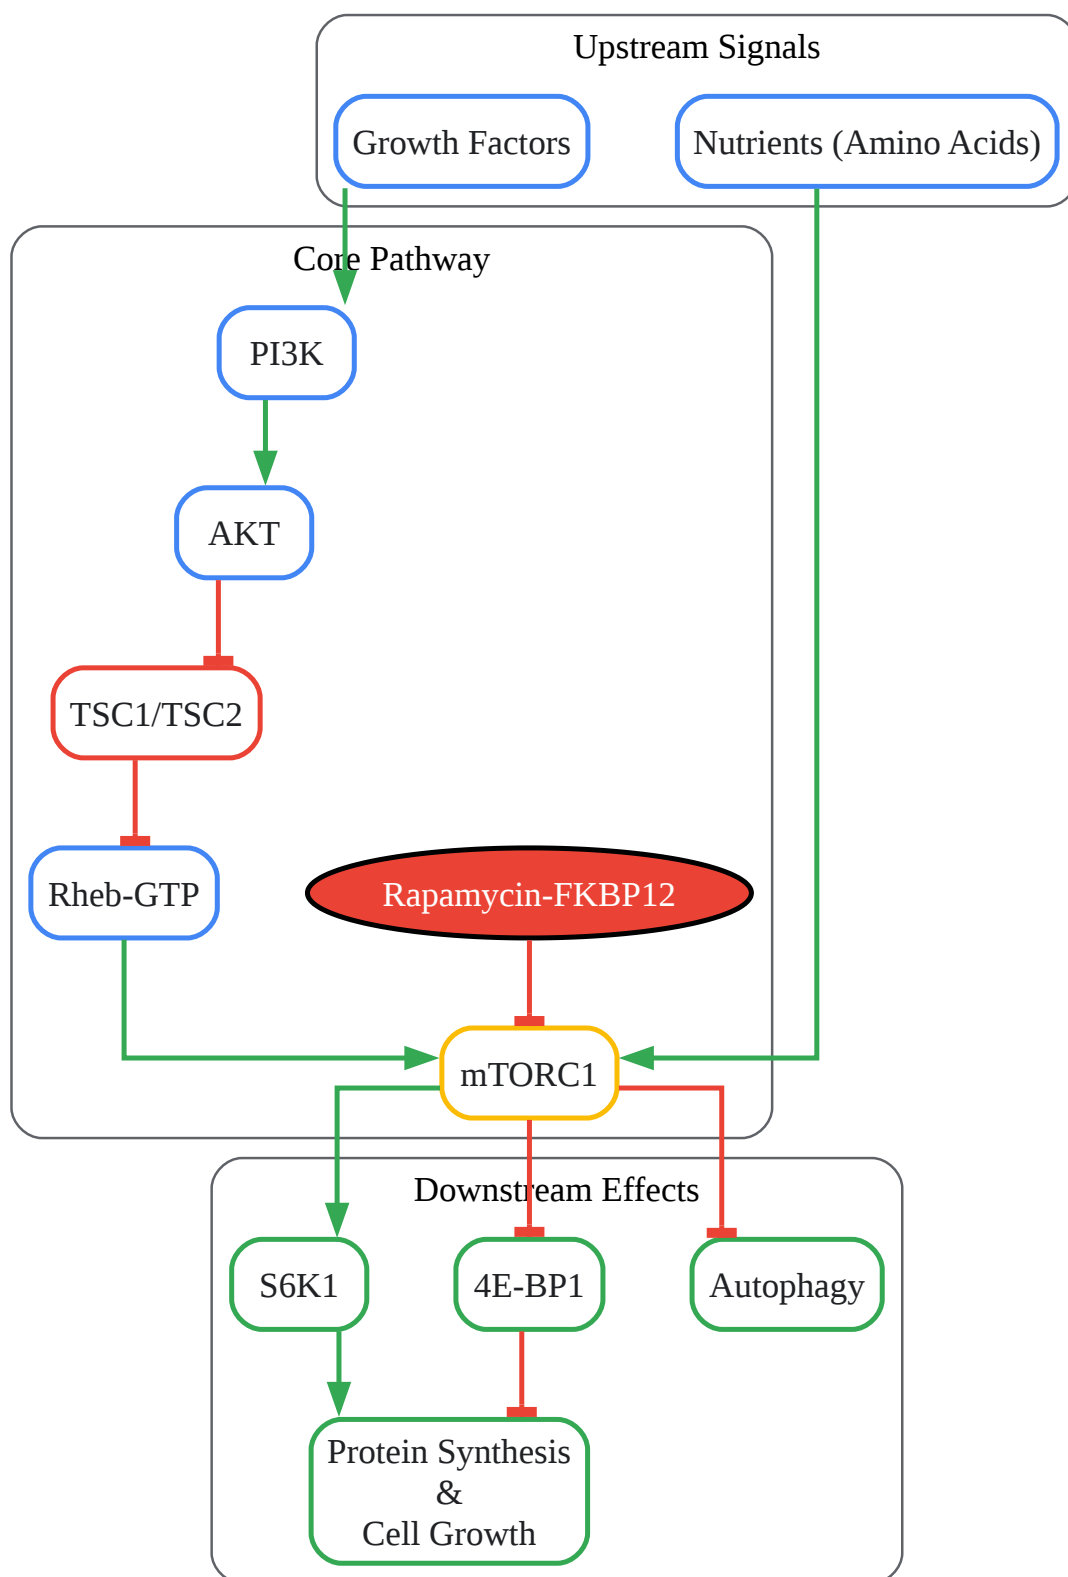 Upstream Signals
Growth Factors
Nutrients (Amino Acids)
Core Pathway
PI3K
AKT
TSC1/TSC2
Rheb-GTP
Rapamycin-FKBP12
mTORC1
Downstream Effects
S6K1
4E-BP1
Autophagy
Protein Synthesis
&
Cell Growth